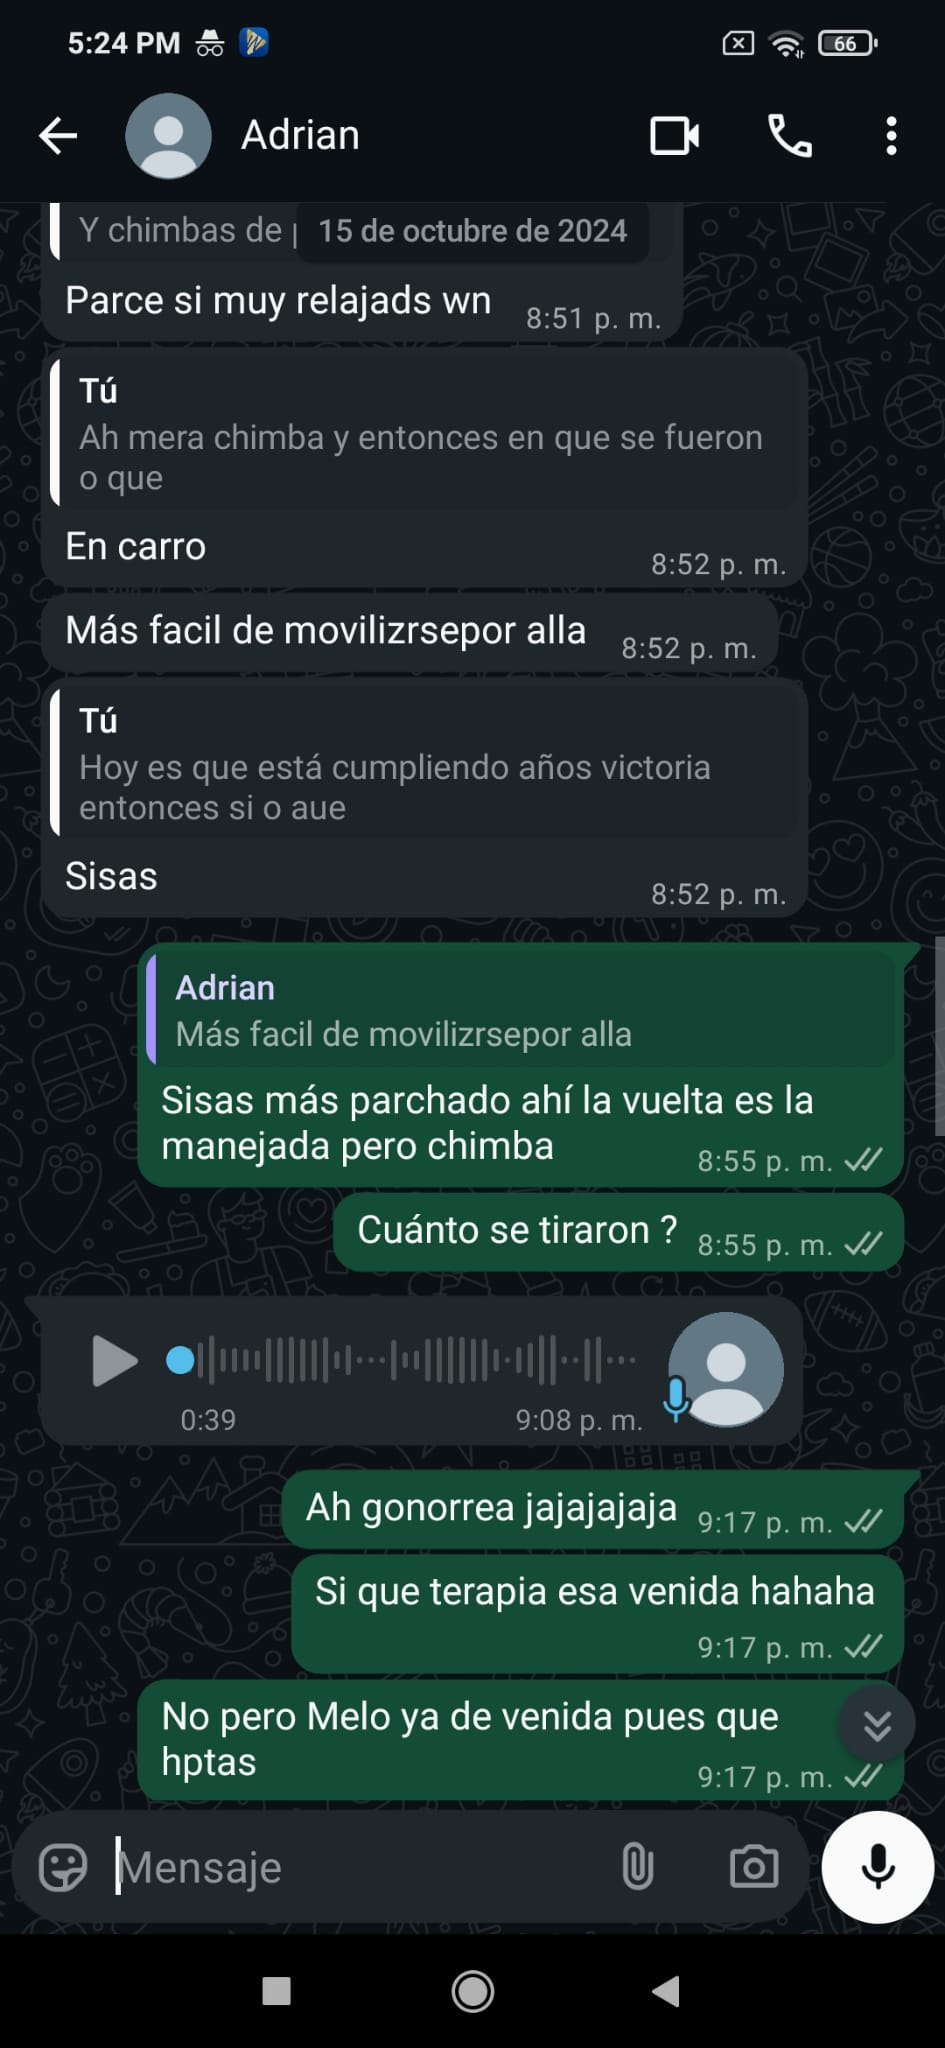 5:24 PM
66
Adrian
Y chimbas de
15 de octubre de 2024
Parce si muy relajads wn
8:51 p. m.
Tú
Ah mera chimba y entonces en que se fueron
o que
En carro
8:52 p. m.
Más facil de movilizrsepor alla
8:52 p. m.
Tú
Hoy es que está cumpliendo años victoria
entonces si o aue
Sisas
8:52 p. m.
Adrian
Más facil de movilizrsepor alla
Sisas más parchado ahí la vuelta es la
manejada pero chimba
8:55 p. m.
Cuánto se tiraron ?
8:55 p. m.
0:39
9:08 p. m.
Ah gonorrea jajajajaja
9:17 p. m.
Si que terapia esa venida hahaha
9:17 p. m.
No pero Melo ya de venida pues que
hptas
9:17 p. m.
Mensaje